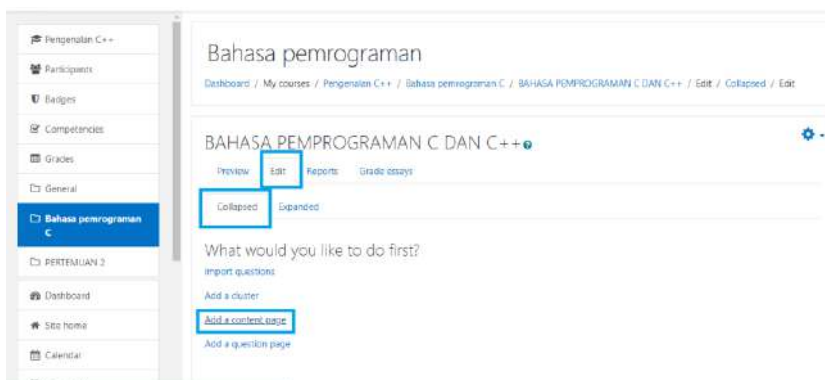 Pengenalan C++
Participants
Badges
Competencies
Grades
General
Bahasa pemrograman
C
PERTEMUAN 2
Dashboard
Site home
Calendar
Bahasa pemrograman
Dashboard / My courses / Pengenalan C++ / Bahasa pemrograman C / BAHASA PEMPROGRAMAN C DAN C++ / Edit / Collapsed / Edit
BAHASA PEMPROGRAMAN C DAN C++
Preview Edit Reports Grade essays
Collapsed Expanded
What would you like to do first?
Import questions
Add a cluster
Add a content page
Add a question page